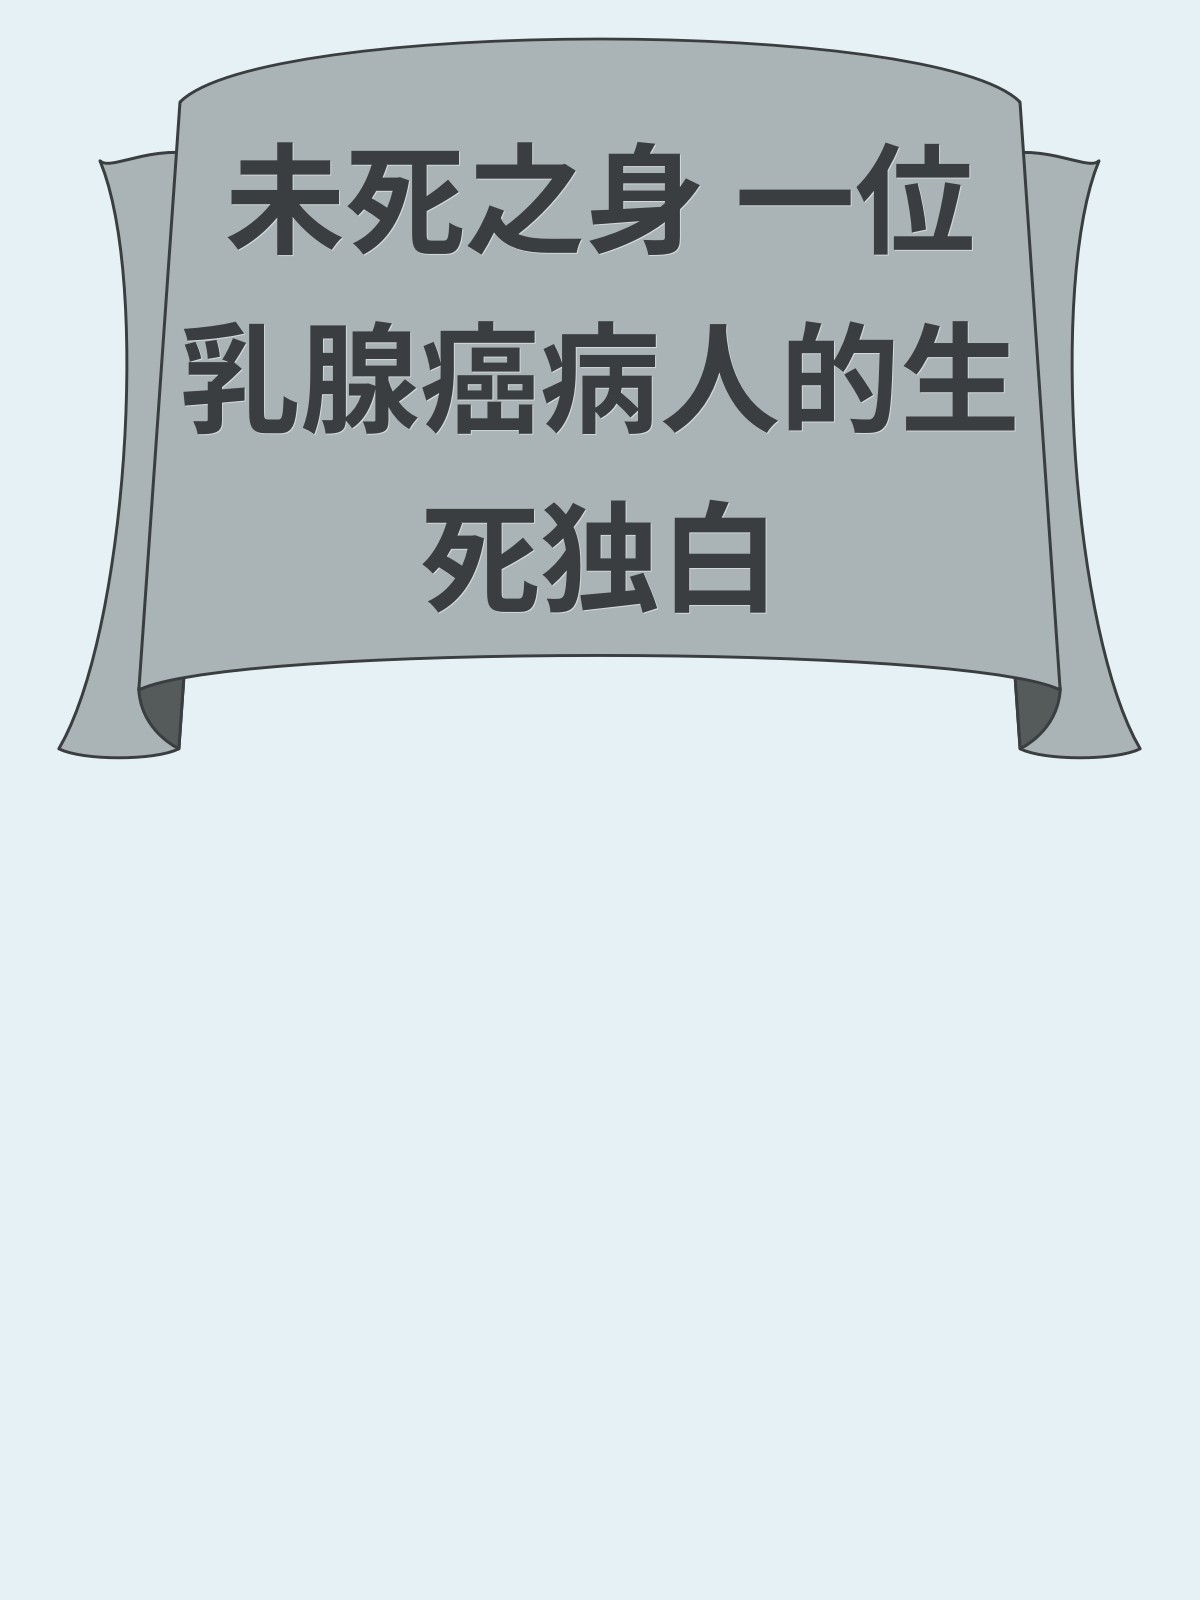 未死之身 一位
乳腺癌病人的生
死独白